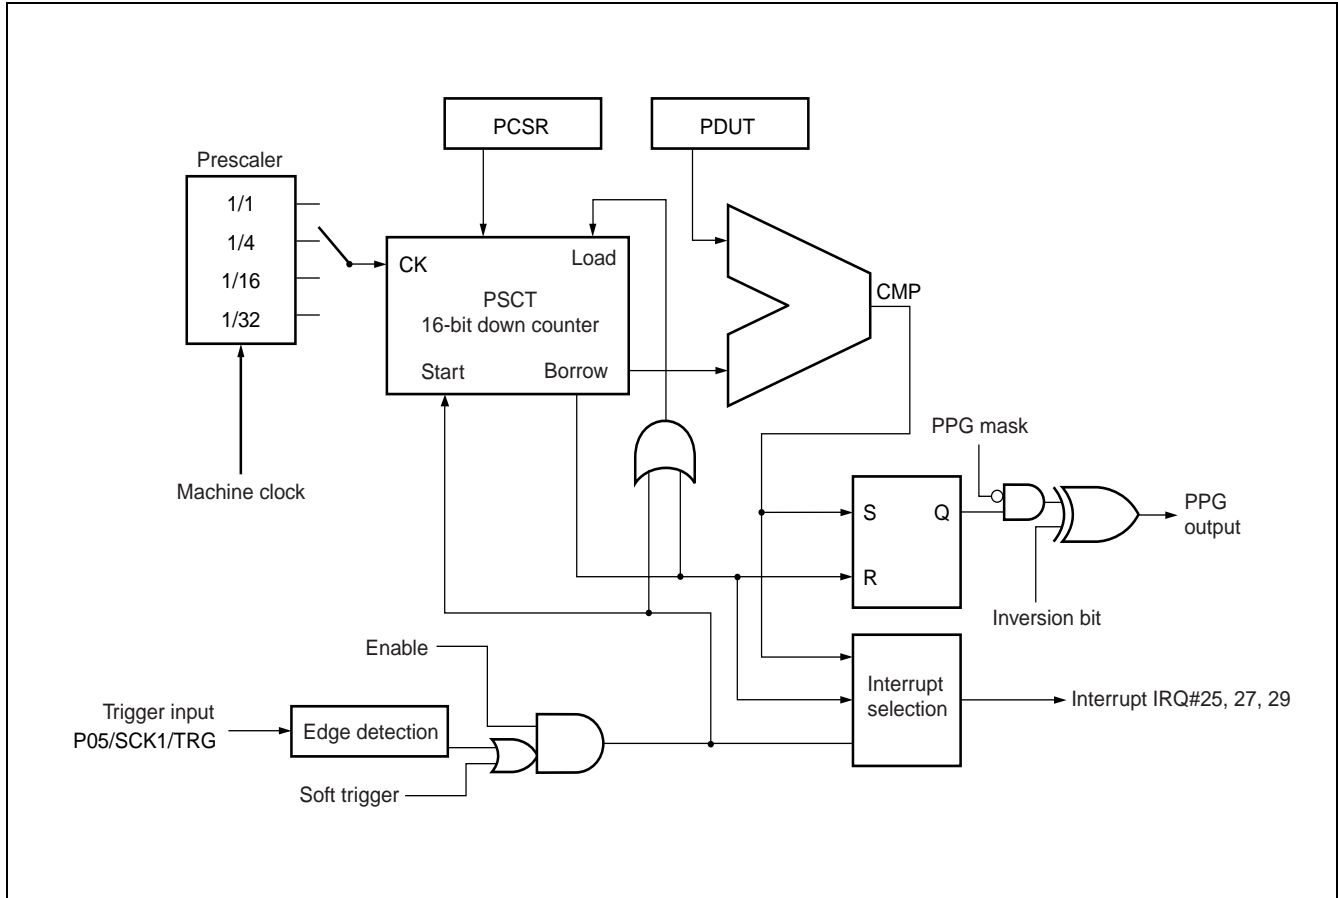 PCSR
PDUT
Prescaler
1/1
1/4
1/16
1/32
Machine clock
CK
Load
PSCT
16-bit down counter
Start
Borrow
CMP
PPG mask
S
Q
R
PPG
output
Inversion bit
Enable
Interrupt
selection
Interrupt IRQ#25, 27, 29
Trigger input
P05/SCK1/TRG
Edge detection
Soft trigger